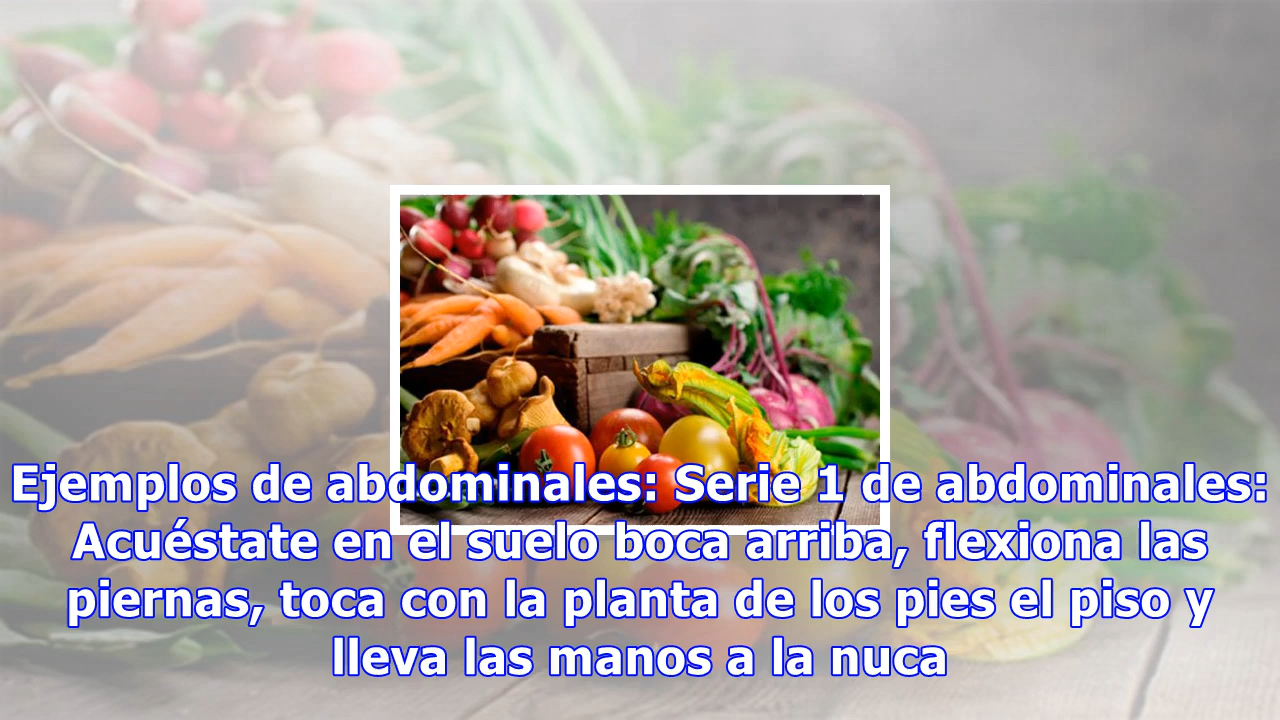 Ejemplos de abdominales: Serie 1 de abdominales:
Acuéstate en el suelo boca arriba, flexiona las
piernas, toca con la planta de los pies el piso y
lleva las manos a la nuca